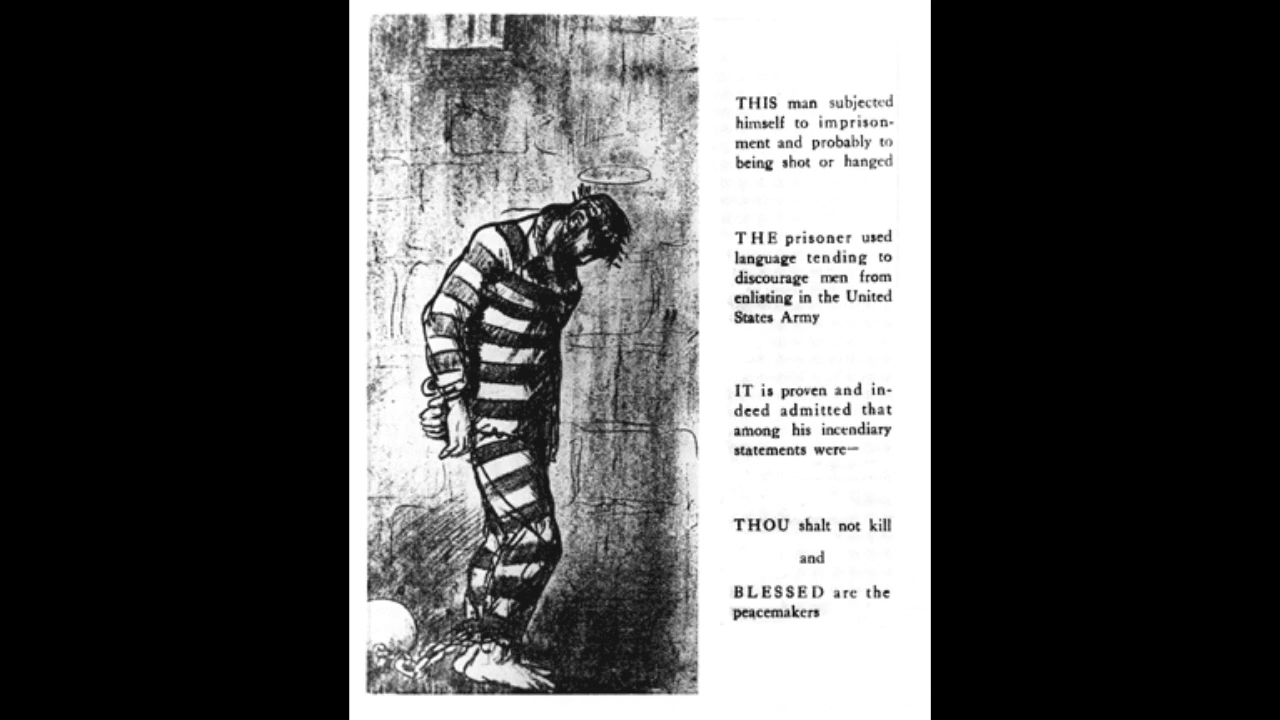 THIS man subjected
himself to imprison-
ment and probably to
being shot or hanged
THE prisoner used
language tending to
discourage men from
enlisting in the United
States Army
IT is proven and in-
deed admitted that
among his incendiary
statements were—
THOU shalt not kill
and
BLESSED are the
peacemakers